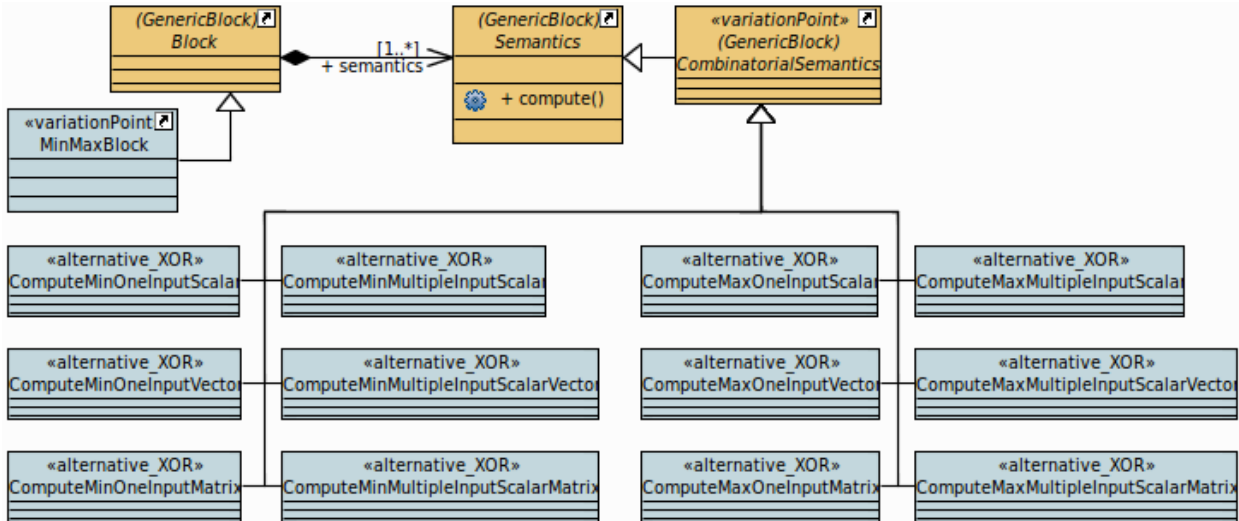 (GenericBlock)
Block
[1..*]
+ semantics
(GenericBlock)
Semantics
+ compute()
«variationPoint»
(GenericBlock)
CombinatorialSemantics
«variationPoint
MinMaxBlock
«alternative_XOR»
ComputeMinOneInputScalar
«alternative_XOR»
ComputeMinMultipleInputScalar
«alternative_XOR»
ComputeMaxOneInputScalar
«alternative_XOR»
ComputeMaxMultipleInputScalar
«alternative_XOR»
ComputeMinOneInputVector
«alternative_XOR»
ComputeMinMultipleInputScalarVector
«alternative_XOR»
ComputeMaxOneInputVector
«alternative_XOR»
ComputeMaxMultipleInputScalarVector
«alternative_XOR»
ComputeMinOneInputMatrix
«alternative_XOR»
ComputeMinMultipleInputScalarMatrix
«alternative_XOR»
ComputeMaxOneInputMatrix
«alternative_XOR»
ComputeMaxMultipleInputScalarMatrix